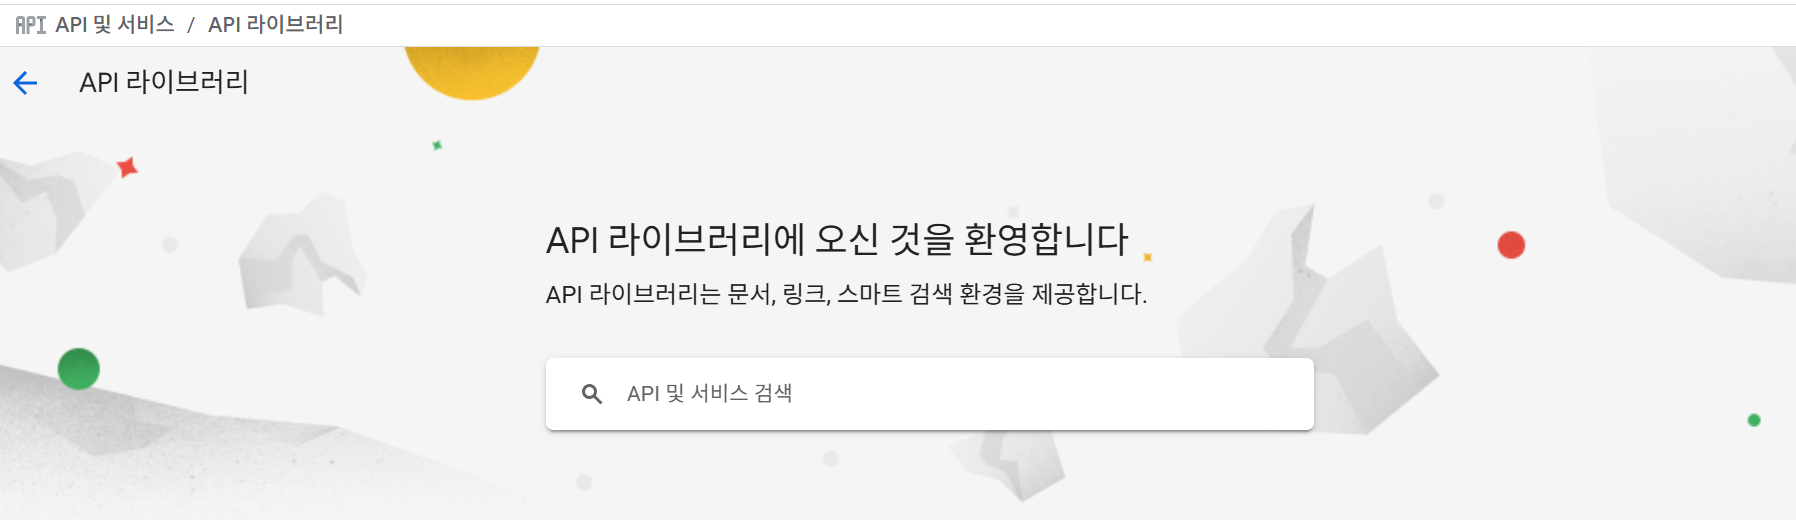 API API 및 서비스 / API 라이브러리
API 라이브러리
API 라이브러리에 오신 것을 환영합니다
API 라이브러리는 문서, 링크, 스마트 검색 환경을 제공합니다.
API 및 서비스 검색